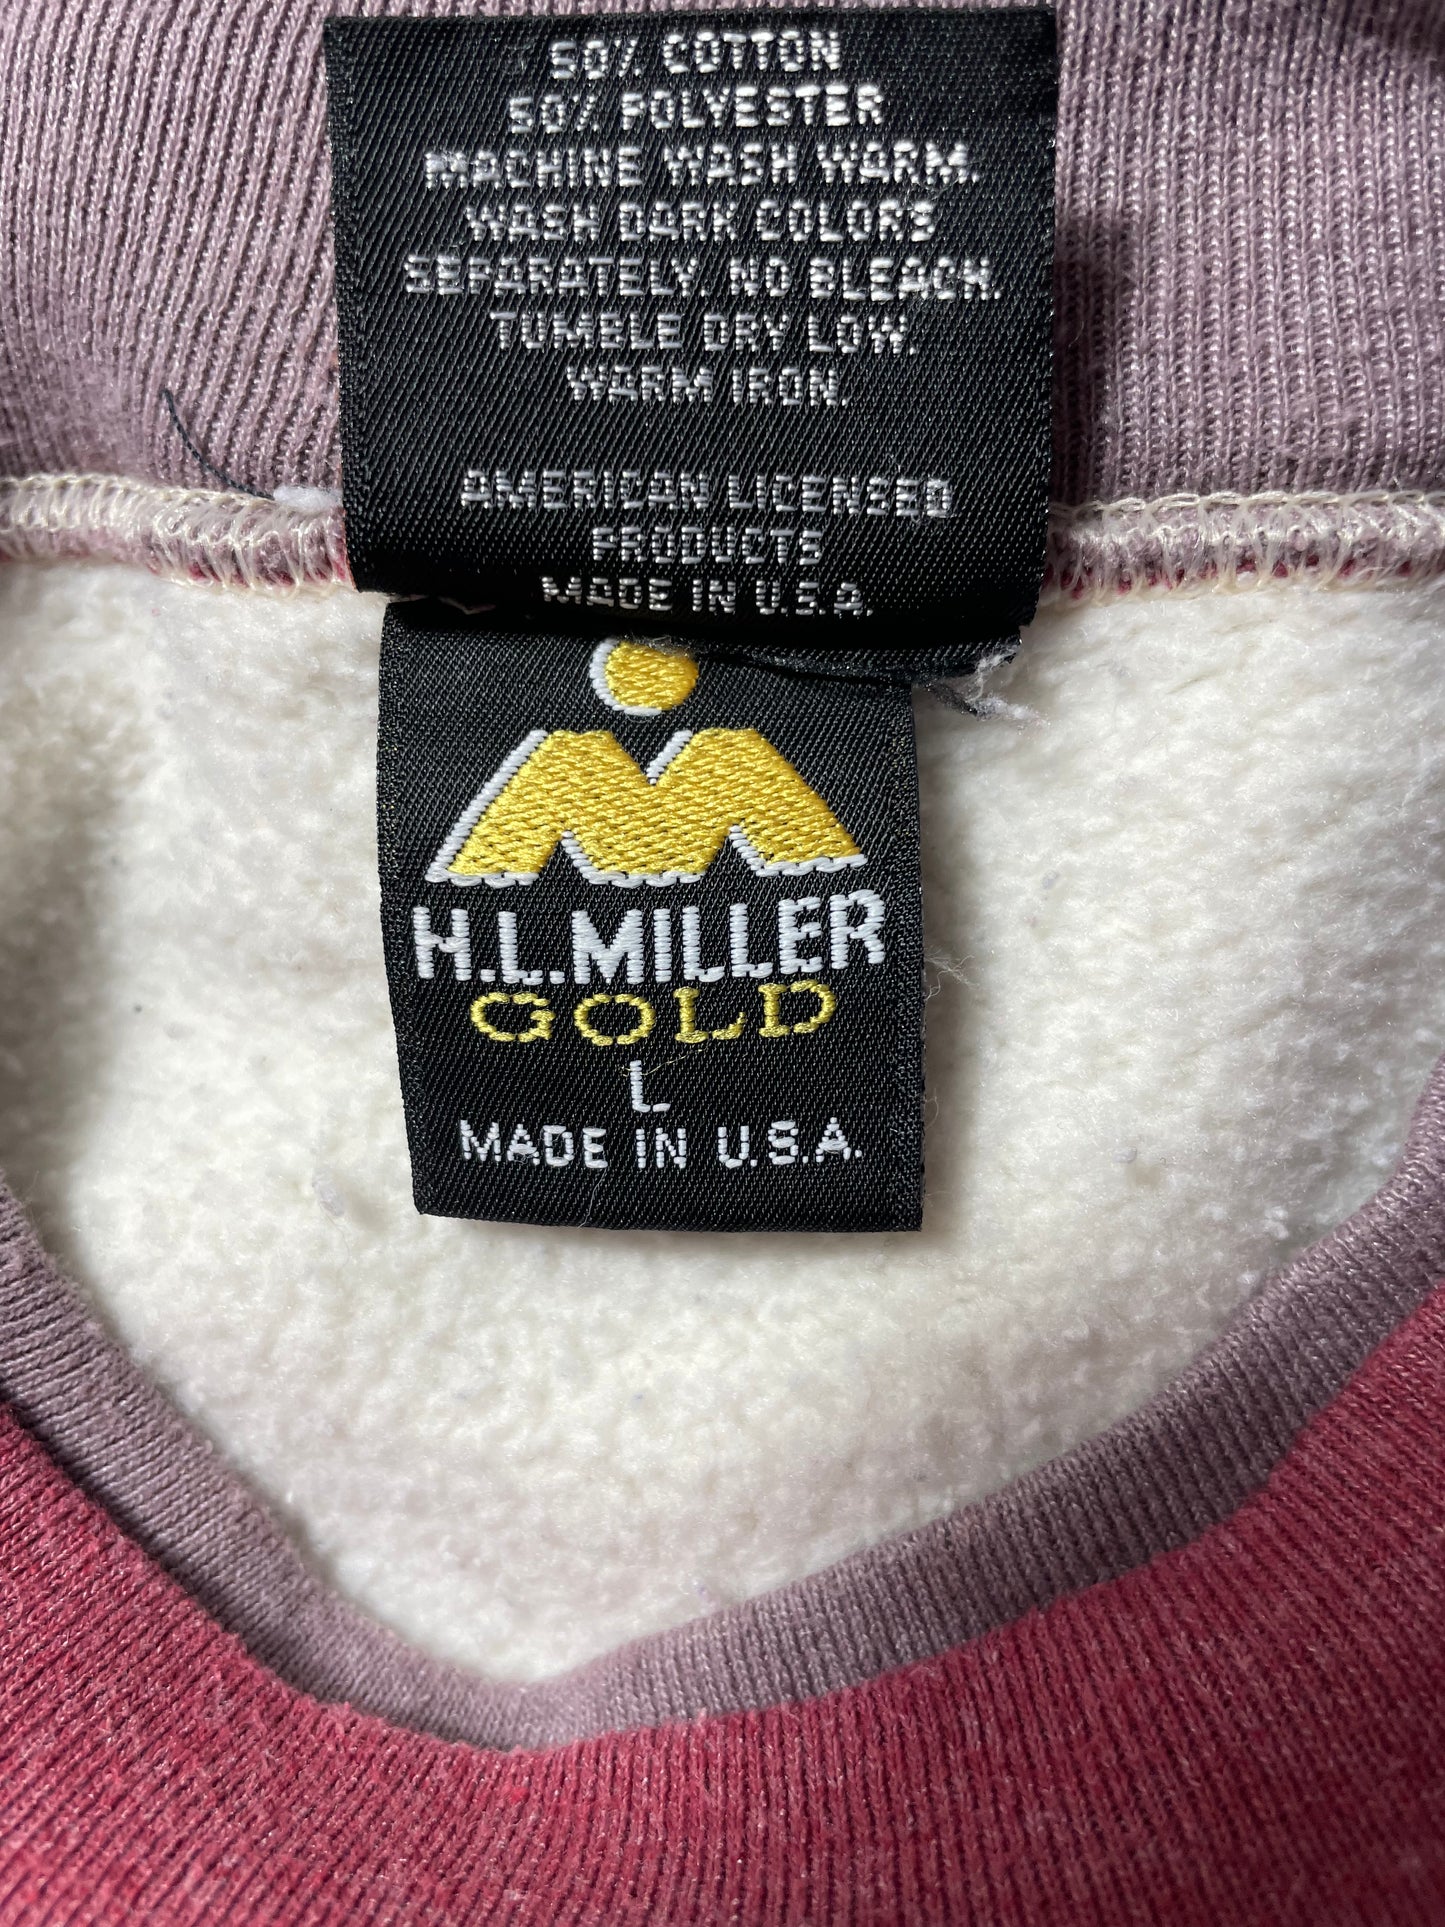 50% COTTON
50% POLYESTER
MACHINE WASH WARM.
WASH DARK COLORS
SEPARATELY. NO BLEACH.
TUMBLE DRY LOW.
WARM IRON.
AMERICAN LICENSED
PRODUCTS
MADE IN U.S.A.
H.L.MILLER
GOLD
L
MADE IN U.S.A.